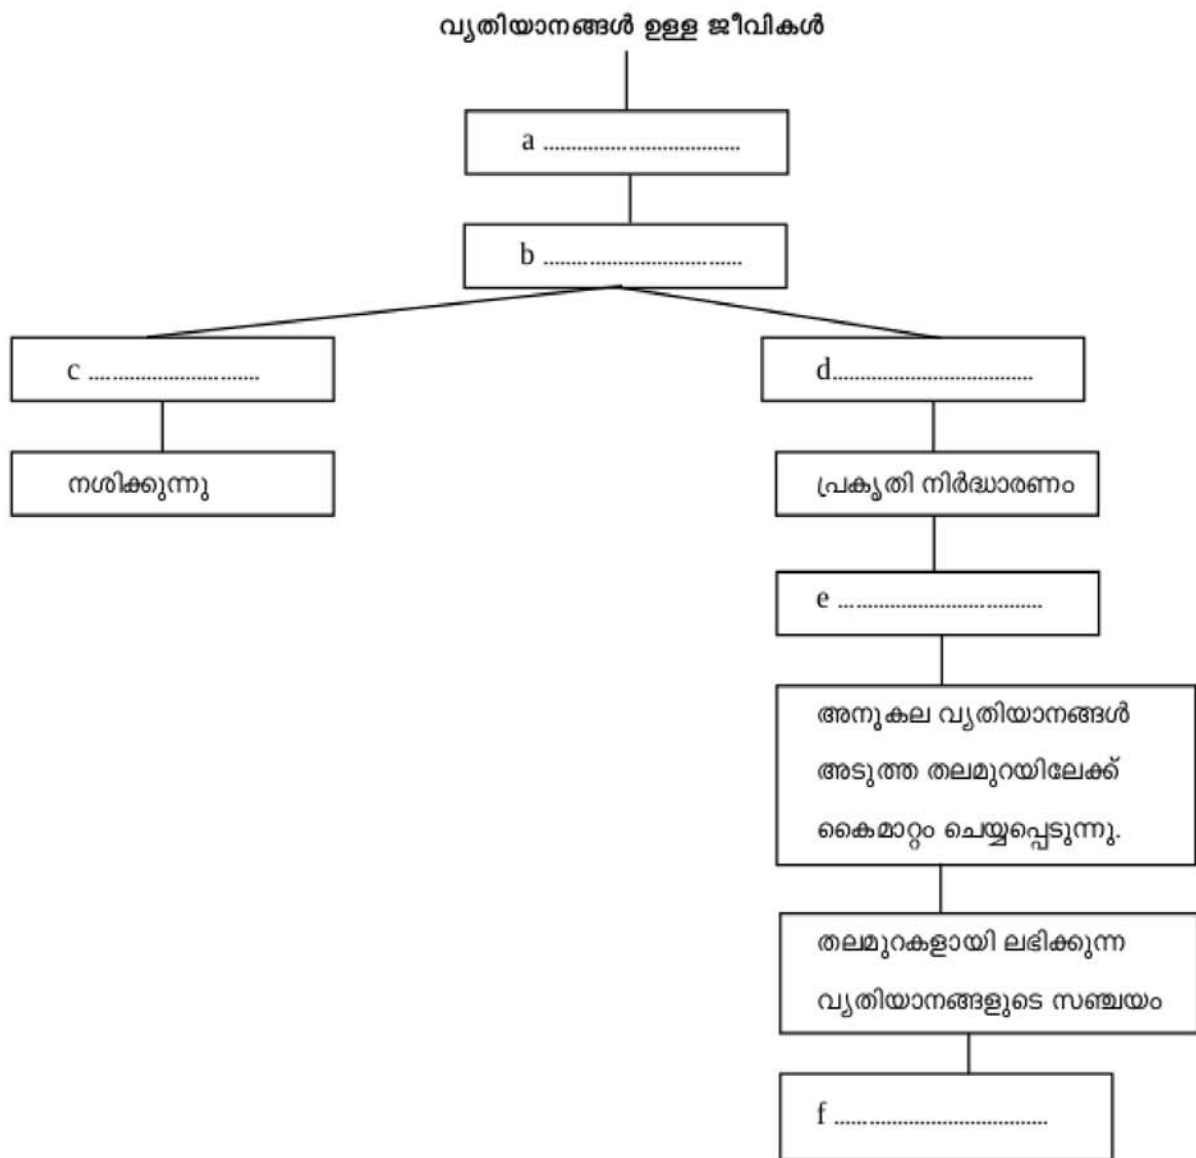 വ്യതിയാനങ്ങൾ ഉള്ള ജീവികൾ
a ..................................
b ..................................
c .............................
d..................................
നശിക്കുന്നു
പ്രകൃതി നിർദ്ധാരണം
e ...................................
അനുകല വ്യതിയാനങ്ങൾ
അടുത്ത തലമുറയിലേക്ക്
കൈമാറ്റം ചെയ്യപ്പെടുന്നു.
തലമുറകളായി ലഭിക്കുന്ന
വ്യതിയാനങ്ങളുടെ സഞ്ചയം
f ....................................